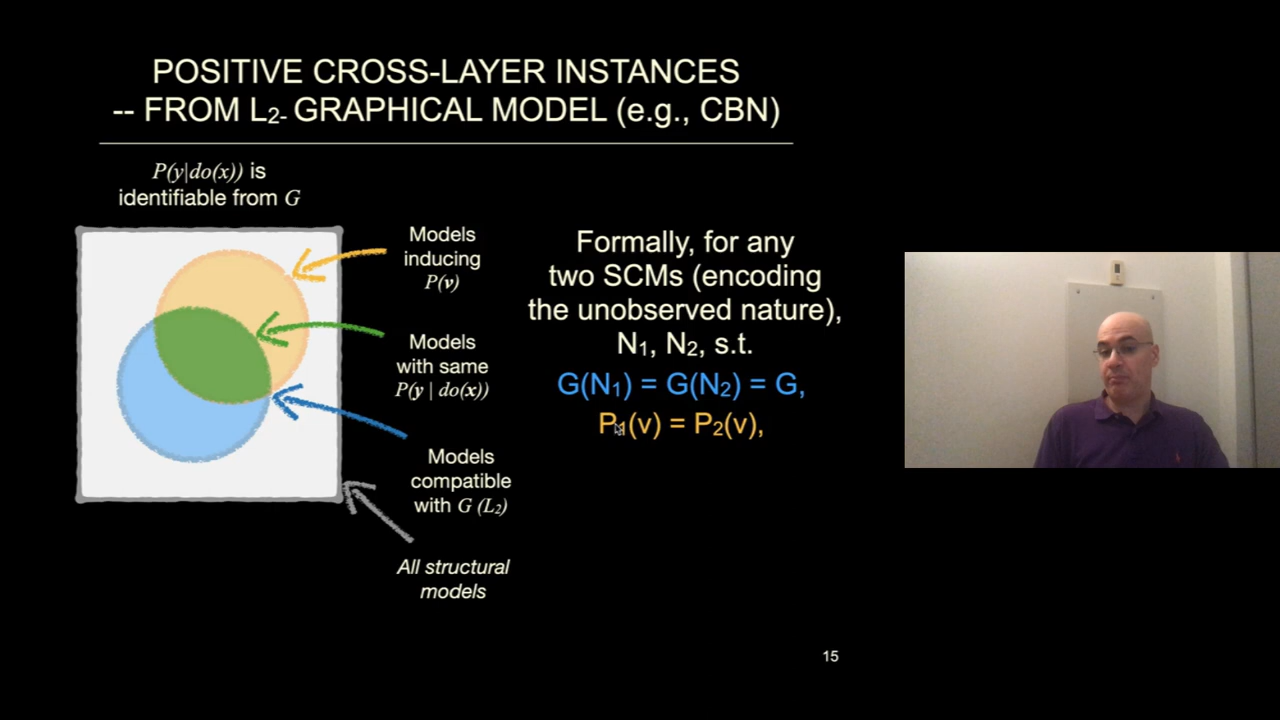 POSITIVE CROSS-LAYER INSTANCES
-- FROM L2- GRAPHICAL MODEL (e.g., CBN)
P(y|do(x)) is
identifiable from G
Models
inducing
P(v)
Models
with same
P(y | do(x))
Models
compatible
with G (L2)
All structural
models
Formally, for any
two SCMs (encoding
the unobserved nature),
N1, N2, s.t.
G(N1) = G(N2) = G,
P1(v) = P2(v),
15